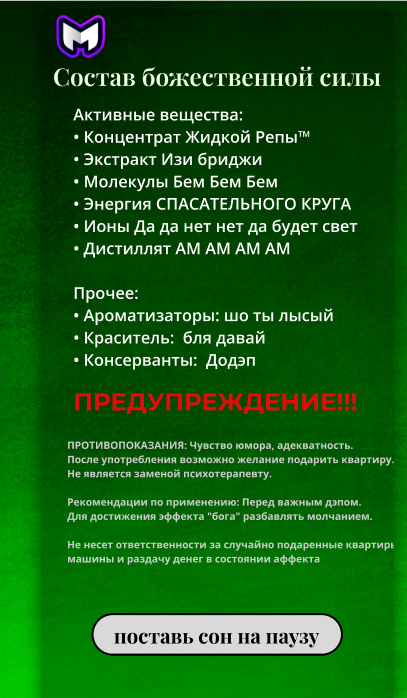 M
Состав божественной силы
Активные вещества:
• Концентрат Жидкой Репы™
• Экстракт Изи бриджи
• Молекулы Бем Бем Бем
• Энергия СПАСАТЕЛЬНОГО КРУГА
• Ионы Да да нет нет да будет свет
• Дистиллят АМ АМ АМ АМ
Прочее:
• Ароматизаторы: шо ты лысый
• Краситель:  бля давай
• Консерванты:  Додэп
ПРЕДУПРЕЖДЕНИЕ!!!
ПРОТИВОПОКАЗАНИЯ: Чувство юмора, адекватность.
После употребления возможно желание подарить квартиру.
Не является заменой психотерапевту.
Рекомендации по применению: Перед важным дэпом.
Для достижения эффекта "бога" разбавлять молчанием.
Не несет ответственности за случайно подаренные квартиры
машины и раздачу денег в состоянии аффекта
поставь сон на паузу